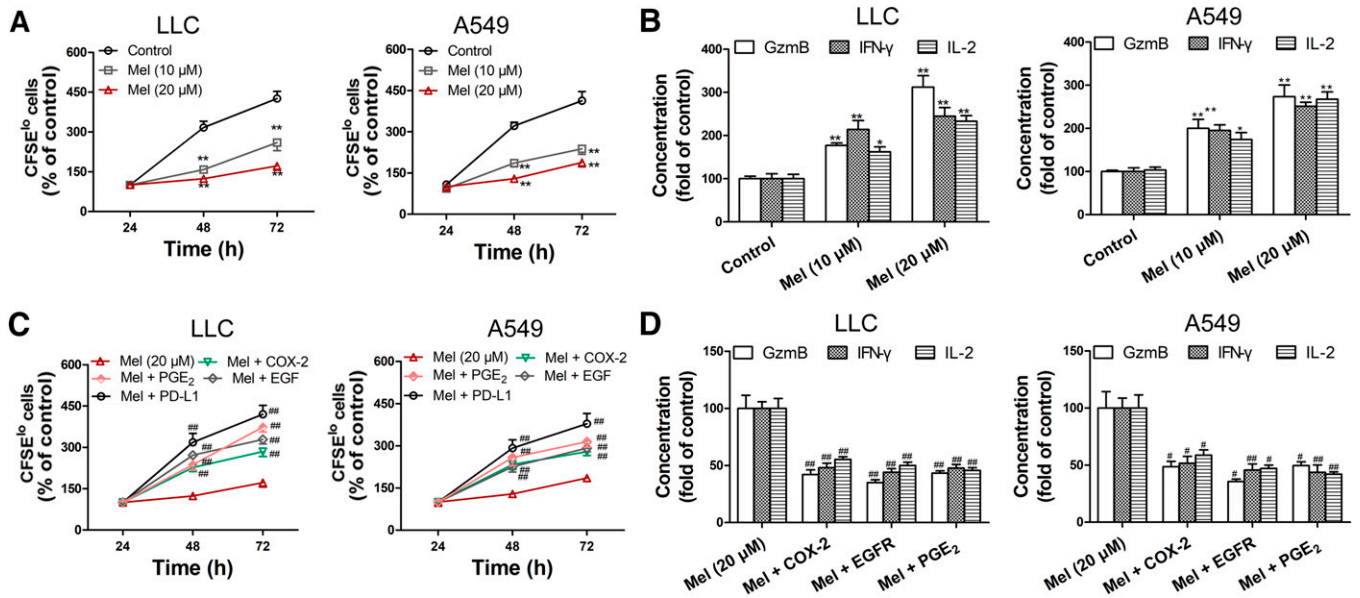 A
LLC
A549
CFSElo cells
(% of control)
600
450
300
150
0
Control
Mel (10 µM)
Mel (20 µM)
** ** ** **
24 48 72
Time (h)
CFSElo cells
(% of control)
600
450
300
150
0
Control
Mel (10 µM)
Mel (20 µM)
** ** ** **
24 48 72
Time (h)
B
LLC
A549
Concentration
(fold of control)
400
300
200
100
0
GzmB IFN-γ IL-2
** ** * ** ** **
Control
Mel (10 µM)
Mel (20 µM)
Concentration
(fold of control)
400
300
200
100
0
GzmB IFN-γ IL-2
** ** * ** ** **
Control
Mel (10 µM)
Mel (20 µM)
C
LLC
A549
CFSElo cells
(% of control)
600
450
300
150
0
Mel (20 µM) Mel + COX-2
Mel + PGE2 Mel + EGF
Mel + PD-L1
## ## ## ## ## ## ## ##
24 48 72
Time (h)
CFSElo cells
(% of control)
600
450
300
150
0
Mel (20 µM) Mel + COX-2
Mel + PGE2 Mel + EGF
Mel + PD-L1
## ## ## ## ## ## ## ##
24 48 72
Time (h)
D
LLC
A549
Concentration
(fold of control)
150
100
50
0
GzmB IFN-γ IL-2
## ## ## ## ## ## ## ## ##
Mel (20 µM)
Mel + COX-2
Mel + EGFR
Mel + PGE2
Concentration
(fold of control)
150
100
50
0
GzmB IFN-γ IL-2
# # # # ## # # ## ##
Mel (20 µM)
Mel + COX-2
Mel + EGFR
Mel + PGE2